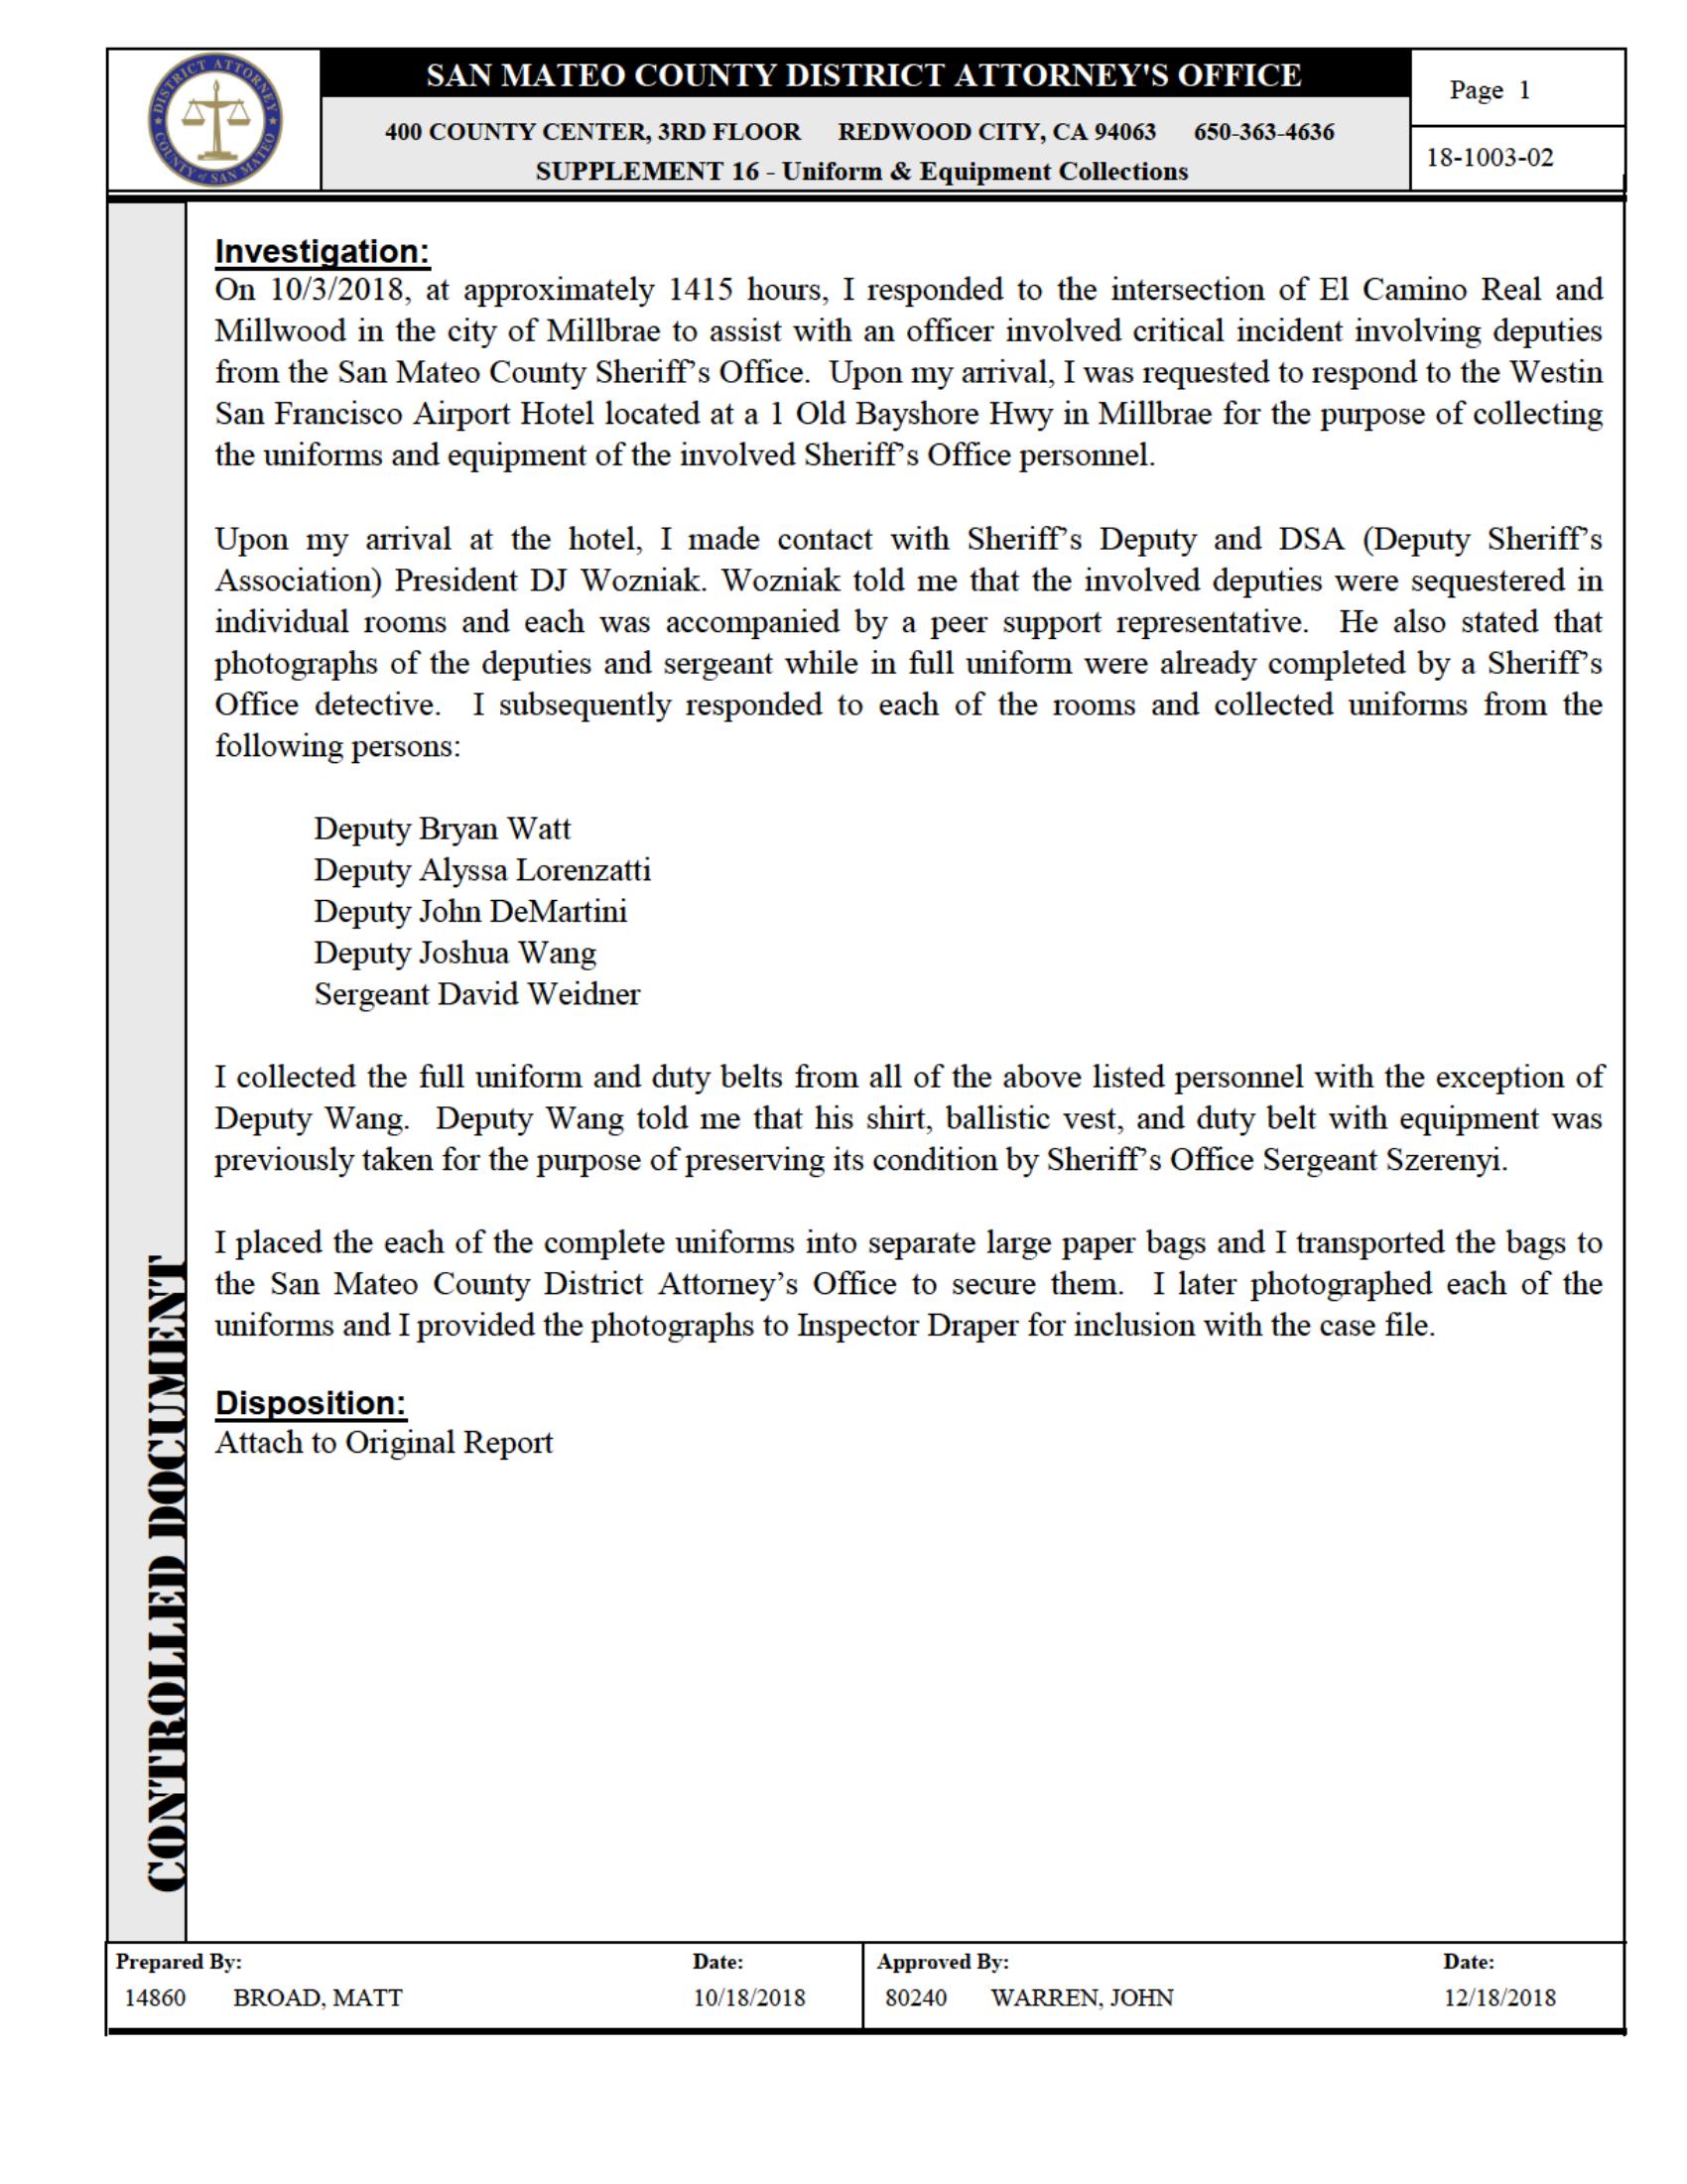 DISTRICT ATTORNEY
COUNTY of SAN MATEO
SAN MATEO COUNTY DISTRICT ATTORNEY'S OFFICE
400 COUNTY CENTER, 3RD FLOOR REDWOOD CITY, CA 94063 650-363-4636
SUPPLEMENT 16 - Uniform & Equipment Collections
Page 1
18-1003-02
Investigation:
On 10/3/2018, at approximately 1415 hours, I responded to the intersection of El Camino Real and
Millwood in the city of Millbrae to assist with an officer involved critical incident involving deputies
from the San Mateo County Sheriff's Office. Upon my arrival, I was requested to respond to the Westin
San Francisco Airport Hotel located at a 1 Old Bayshore Hwy in Millbrae for the purpose of collecting
the uniforms and equipment of the involved Sheriff's Office personnel.
Upon my arrival at the hotel, I made contact with Sheriff's Deputy and DSA (Deputy Sheriff's
Association) President DJ Wozniak. Wozniak told me that the involved deputies were sequestered in
individual rooms and each was accompanied by a peer support representative. He also stated that
photographs of the deputies and sergeant while in full uniform were already completed by a Sheriff's
Office detective. I subsequently responded to each of the rooms and collected uniforms from the
following persons:
Deputy Bryan Watt
Deputy Alyssa Lorenzatti
Deputy John DeMartini
Deputy Joshua Wang
Sergeant David Weidner
I collected the full uniform and duty belts from all of the above listed personnel with the exception of
Deputy Wang. Deputy Wang told me that his shirt, ballistic vest, and duty belt with equipment was
previously taken for the purpose of preserving its condition by Sheriff's Office Sergeant Szerenyi.
I placed the each of the complete uniforms into separate large paper bags and I transported the bags to
the San Mateo County District Attorney's Office to secure them. I later photographed each of the
uniforms and I provided the photographs to Inspector Draper for inclusion with the case file.
Disposition:
Attach to Original Report
CONTROLLED DOCUMENT
Prepared By: Date: Approved By: Date:
14860 BROAD, MATT 10/18/2018 80240 WARREN, JOHN 12/18/2018